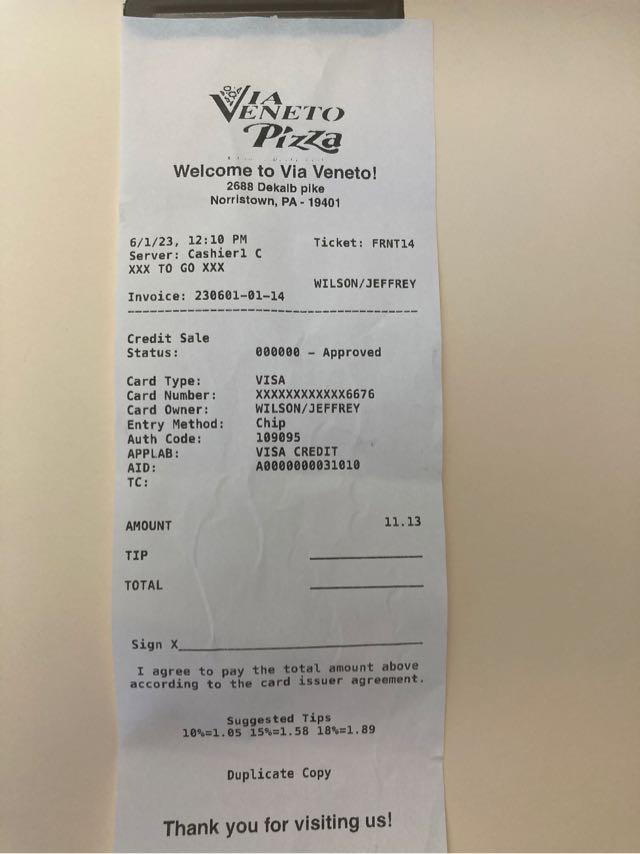 VIA
VENETO
Pizza
Welcome to Via Veneto!
2688 Dekalb pike
Norristown, PA - 19401
6/1/23, 12:10 PM Ticket: FRNT14
Server: Cashier1 C
XXX TO GO XXX
WILSON/JEFFREY
Invoice: 230601-01-14
Credit Sale
Status: 000000 - Approved
Card Type: VISA
Card Number: XXXXXXXXXXXX6676
Card Owner: WILSON/JEFFREY
Entry Method: Chip
Auth Code: 109095
APPLAB: VISA CREDIT
AID: A0000000031010
TC:
AMOUNT 11.13
TIP
TOTAL
Sign X
I agree to pay the total amount above
according to the card issuer agreement.
Suggested Tips
10%=1.05 15%=1.58 18%=1.89
Duplicate Copy
Thank you for visiting us!